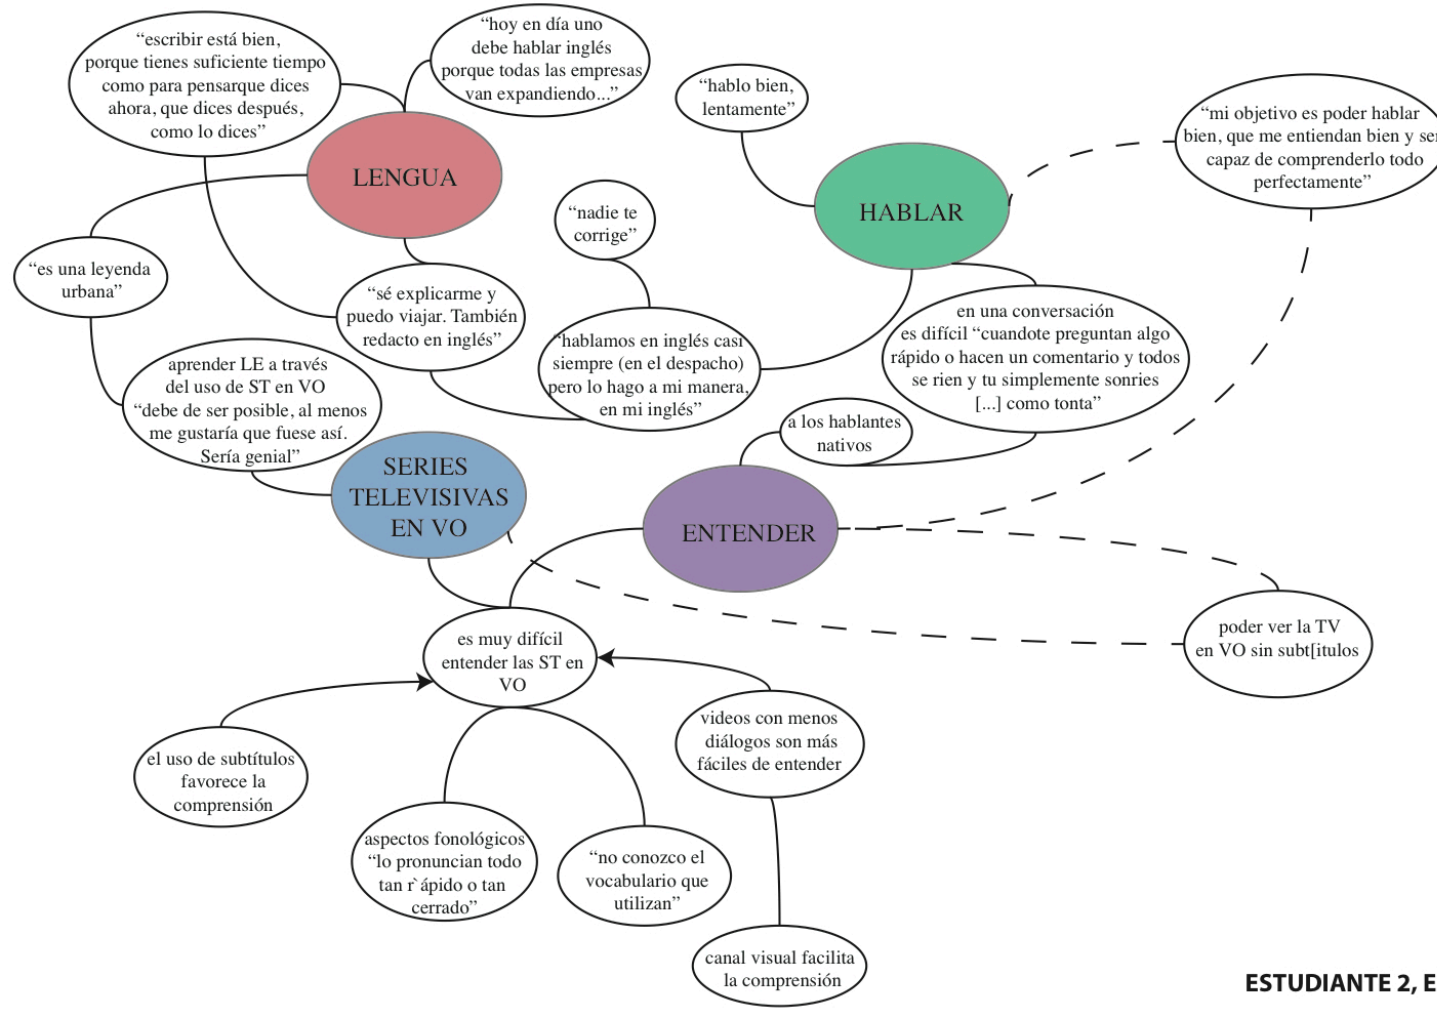 “escribir está bien,
porque tienes suficiente tiempo
como para pensarque dices
ahora, que dices después,
como lo dices”
“hoy en día uno
debe hablar inglés
porque todas las empresas
van expandiendo...”
“hablo bien,
lentamente”
“mi objetivo es poder hablar
bien, que me entiendan bien y ser
capaz de comprenderlo todo
perfectamente”
LENGUA
HABLAR
“nadie te
corrige”
“es una leyenda
urbana”
“sé explicarme y
puedo viajar. También
redacto en inglés”
“hablamos en inglés casi
siempre (en el despacho)
pero lo hago a mi manera,
en mi inglés”
en una conversación
es difícil “cuandote preguntan algo
rápido o hacen un comentario y todos
se rien y tu simplemente sonries
[...] como tonta”
aprender LE a través
del uso de ST en VO
“debe de ser posible, al menos
me gustaría que fuese así.
Sería genial”
a los hablantes
nativos
SERIES
TELEVISIVAS
EN VO
ENTENDER
es muy difícil
entender las ST en
VO
poder ver la TV
en VO sin subt[itulos
el uso de subtítulos
favorece la
comprensión
videos con menos
diálogos son más
fáciles de entender
aspectos fonológicos
“lo pronuncian todo
tan r`ápido o tan
cerrado”
“no conozco el
vocabulario que
utilizan”
canal visual facilita
la comprensión
ESTUDIANTE 2, E